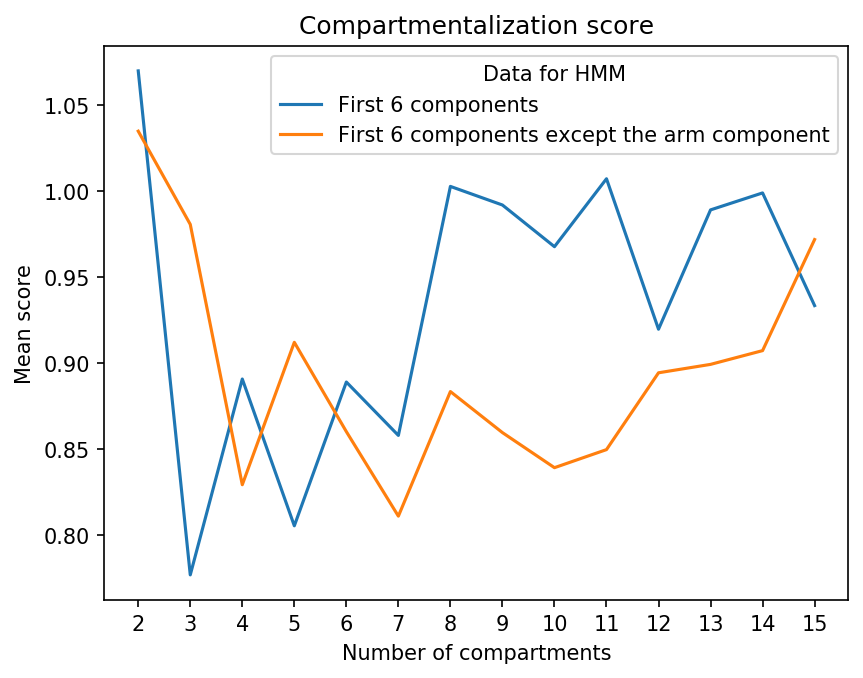 Compartmentalization score
Data for HMM
First 6 components
First 6 components except the arm component
Mean score
1.05
1.00
0.95
0.90
0.85
0.80
2 3 4 5 6 7 8 9 10 11 12 13 14 15
Number of compartments